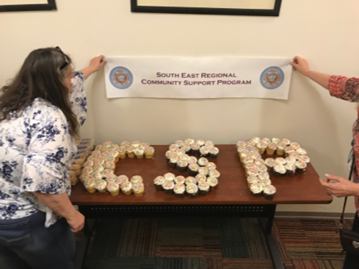 South East Regional
Community Support Program
CSP